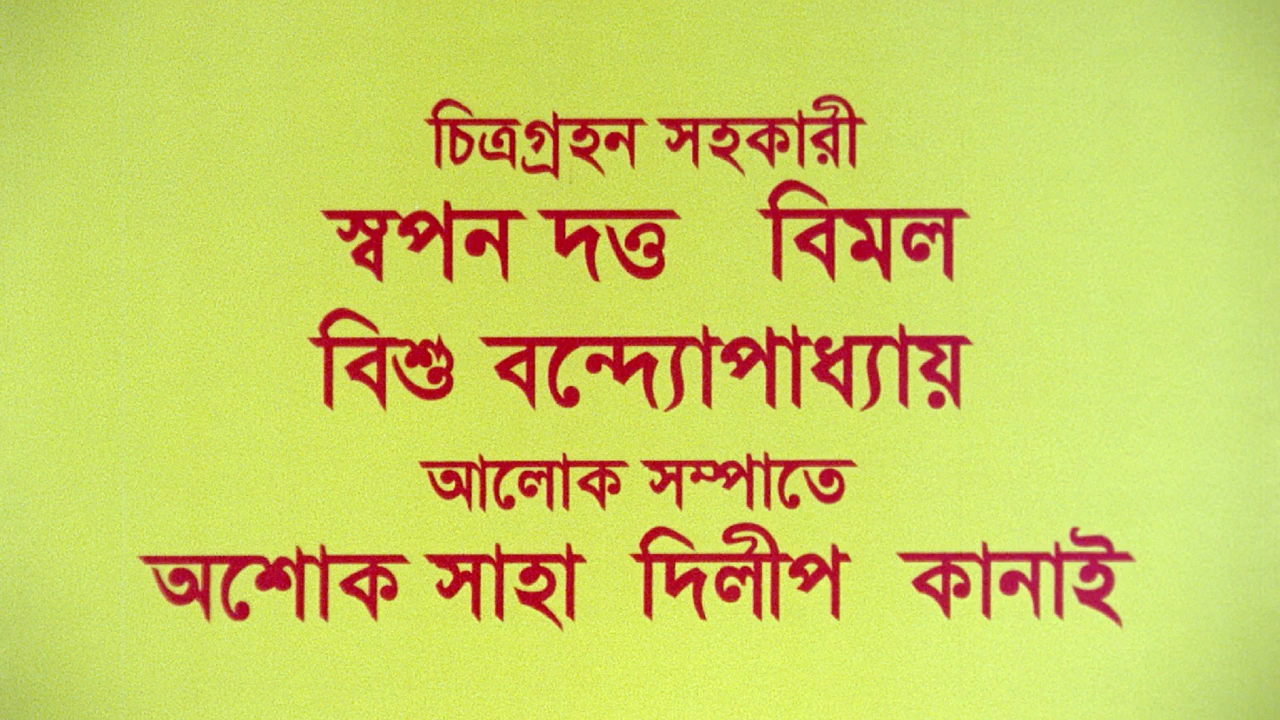 চিত্রগ্রহন সহকারী
স্বপন দত্ত বিমল
বিশু বন্দ্যোপাধ্যায়
আলোক সম্পাতে
অশোক সাহা দিলীপ কানাই